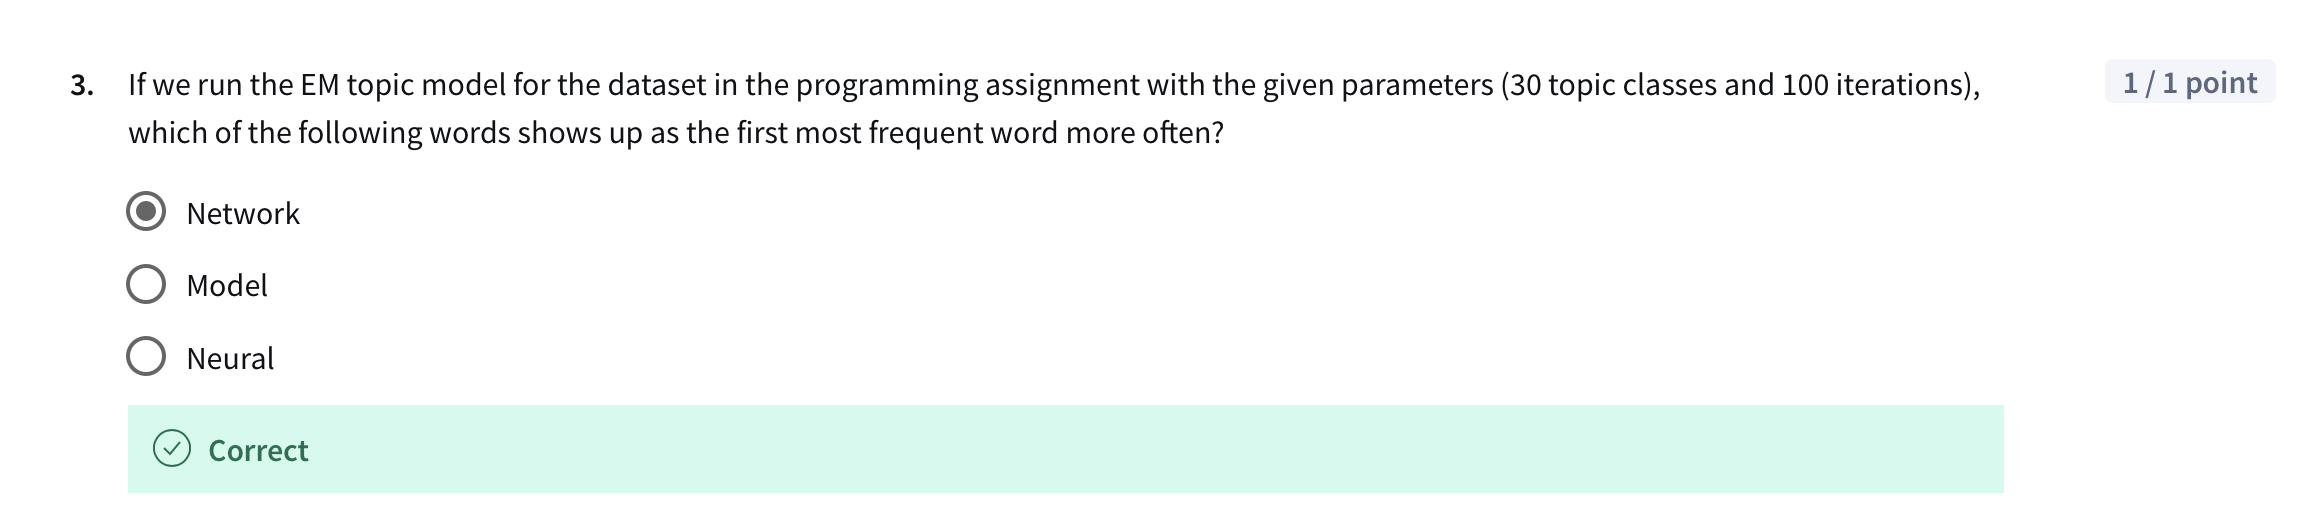 3. If we run the EM topic model for the dataset in the programming assignment with the given parameters (30 topic classes and 100 iterations), 1 / 1 point
which of the following words shows up as the first most frequent word more often?
Network
Model
Neural
Correct